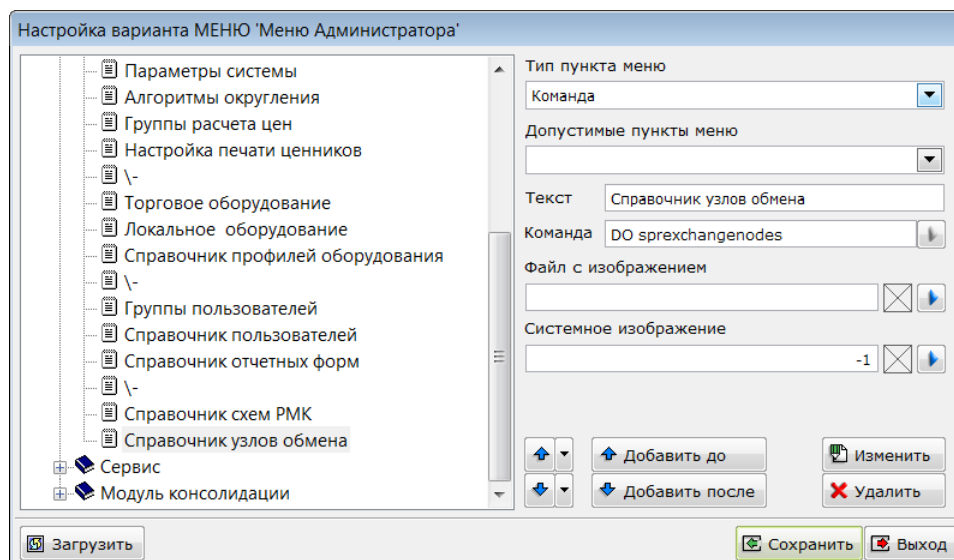 Настройка варианта МЕНЮ 'Меню Администратора'
Параметры системы
Алгоритмы округления
Группы расчета цен
Настройка печати ценников
\-
Торговое оборудование
Локальное  оборудование
Справочник профилей оборудования
\-
Группы пользователей
Справочник пользователей
Справочник отчетных форм
\-
Справочник схем РМК
Справочник узлов обмена
Сервис
Модуль консолидации
Тип пункта меню
Команда
Допустимые пункты меню
Текст Справочник узлов обмена
Команда DO sprexchangenodes
Файл с изображением
Системное изображение
-1
Добавить до Изменить
Добавить после Удалить
Загрузить Сохранить Выход